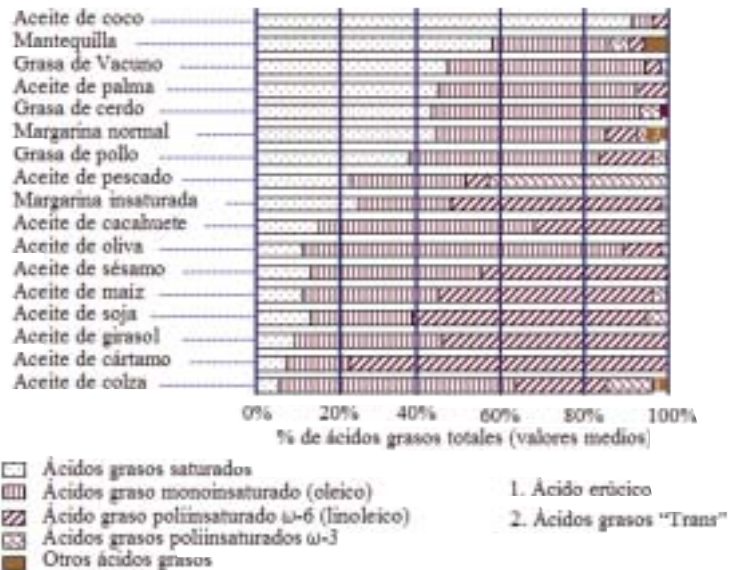 Aceite de coco
Mantequilla
Grasa de Vacuno
Aceite de palma
Grasa de cerdo
Margarina normal
Grasa de pollo
Aceite de pescado
Margarina insaturada
Aceite de cacahuete
Aceite de oliva
Aceite de sésamo
Aceite de maíz
Aceite de soja
Aceite de girasol
Aceite de cártamo
Aceite de colza
0% 20% 40% 60% 80% 100%
% de ácidos grasos totales (valores medios)
Ácidos grasos saturados
Ácidos graso monoinsaturado (oleico)
Ácido graso poliinsaturado ω-6 (linoleico)
Ácidos grasos poliinsaturados ω-3
Otros ácidos grasos
1. Ácido erúcico
2. Ácidos grasos "Trans"